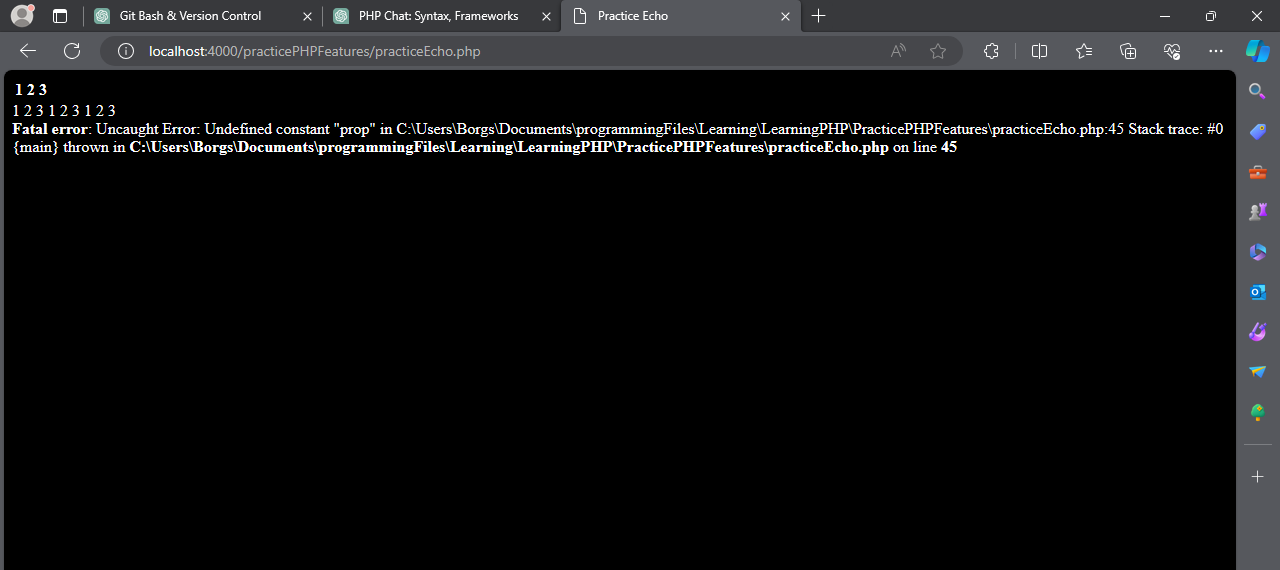 Git Bash & Version Control
PHP Chat: Syntax, Frameworks
Practice Echo
localhost:4000/practicePHPFeatures/practiceEcho.php
1 2 3
1 2 3 1 2 3 1 2 3
Fatal error: Uncaught Error: Undefined constant "prop" in C:\Users\Borgs\Documents\programmingFiles\Learning\LearningPHP\PracticePHPFeatures\practiceEcho.php:45 Stack trace: #0
{main} thrown in C:\Users\Borgs\Documents\programmingFiles\Learning\LearningPHP\PracticePHPFeatures\practiceEcho.php on line 45